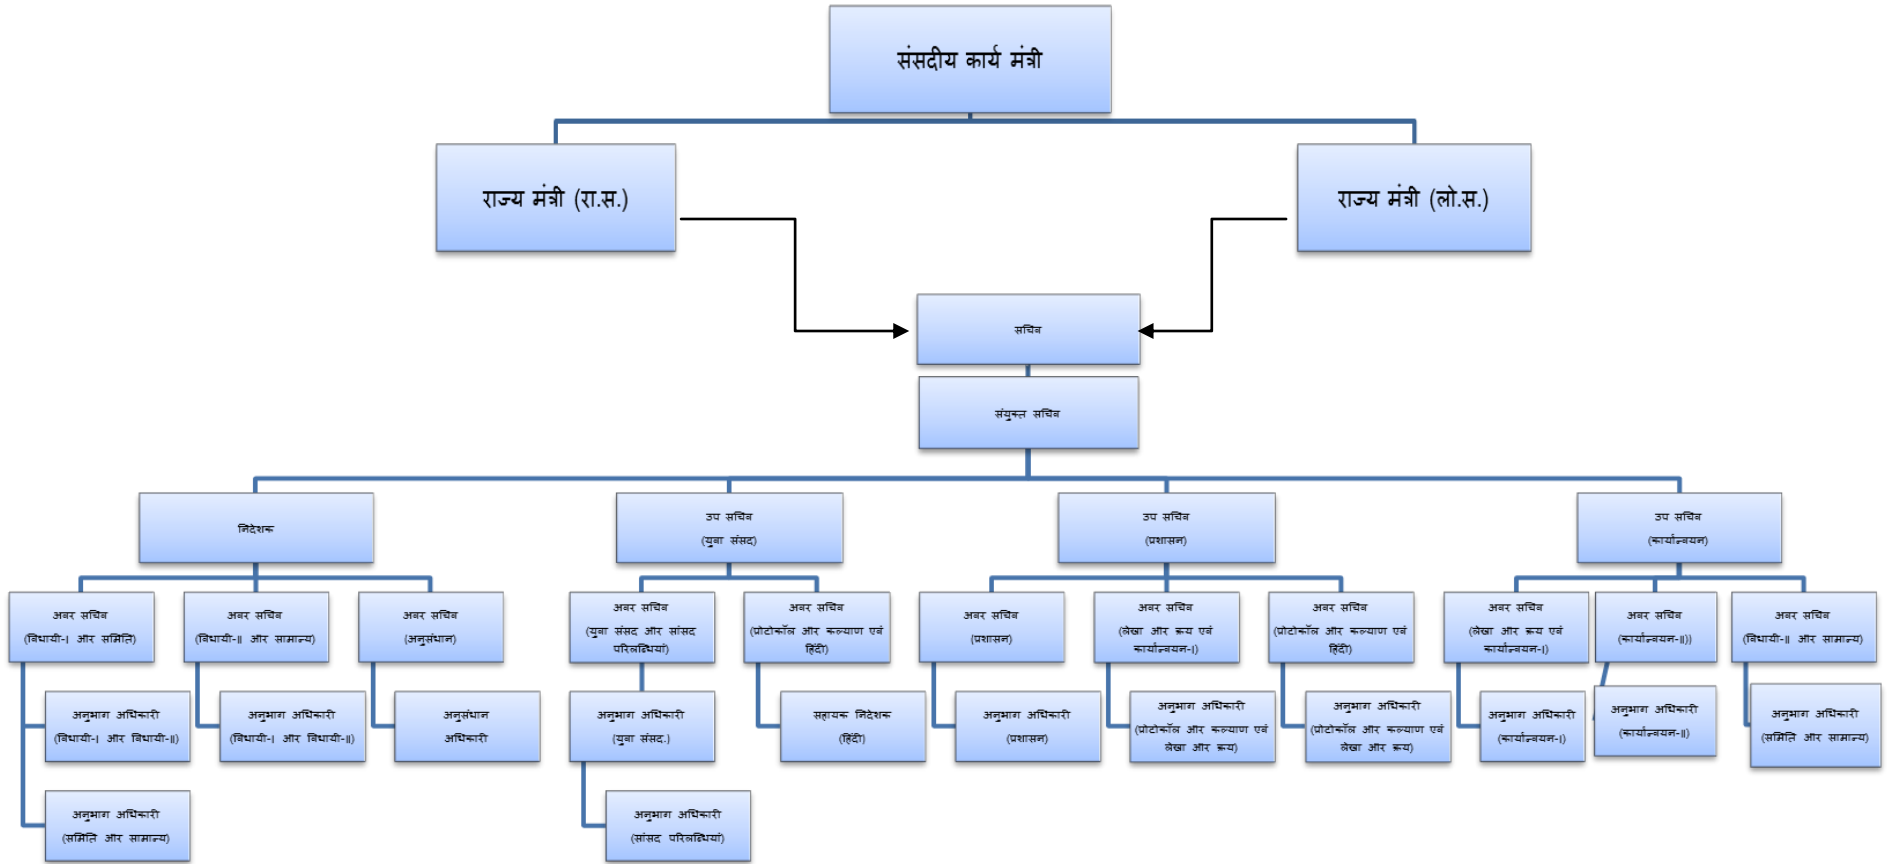 संसदीय कार्य मंत्री
राज्य मंत्री (रा.स.)
राज्य मंत्री (लो.स.)
सचिव
संयुक्त सचिव
निदेशक
उप सचिव
(युवा संसद)
उप सचिव
(प्रशासन)
उप सचिव
(कार्यान्वयन)
अवर सचिव
(विधायी-। और समिति)
अवर सचिव
(विधायी-॥ और सामान्य)
अवर सचिव
(अनुसंधान)
अवर सचिव
(युवा संसद और सांसद
परिलब्धियां)
अवर सचिव
(प्रोटोकॉल और कल्याण एवं
हिंदी)
अवर सचिव
(प्रशासन)
अवर सचिव
(लेखा और क्रय एवं
कार्यान्वयन-।)
अवर सचिव
(प्रोटोकॉल और कल्याण एवं
हिंदी)
अवर सचिव
(लेखा और क्रय एवं
कार्यान्वयन-।)
अवर सचिव
(कार्यान्वयन-॥))
अवर सचिव
(विधायी-॥ और सामान्य)
अनुभाग अधिकारी
(विधायी-। और विधायी-॥)
अनुभाग अधिकारी
(विधायी-। और विधायी-॥)
अनुसंधान
अधिकारी
अनुभाग अधिकारी
(युवा संसद.)
सहायक निदेशक
(हिंदी)
अनुभाग अधिकारी
(प्रशासन)
अनुभाग अधिकारी
(प्रोटोकॉल और कल्याण एवं
लेखा और क्रय)
अनुभाग अधिकारी
(प्रोटोकॉल और कल्याण एवं
लेखा और क्रय)
अनुभाग अधिकारी
(कार्यान्वयन-।)
अनुभाग अधिकारी
(कार्यान्वयन-॥)
अनुभाग अधिकारी
(समिति और सामान्य)
अनुभाग अधिकारी
(समिति और सामान्य)
अनुभाग अधिकारी
(सांसद परिलब्धियां)